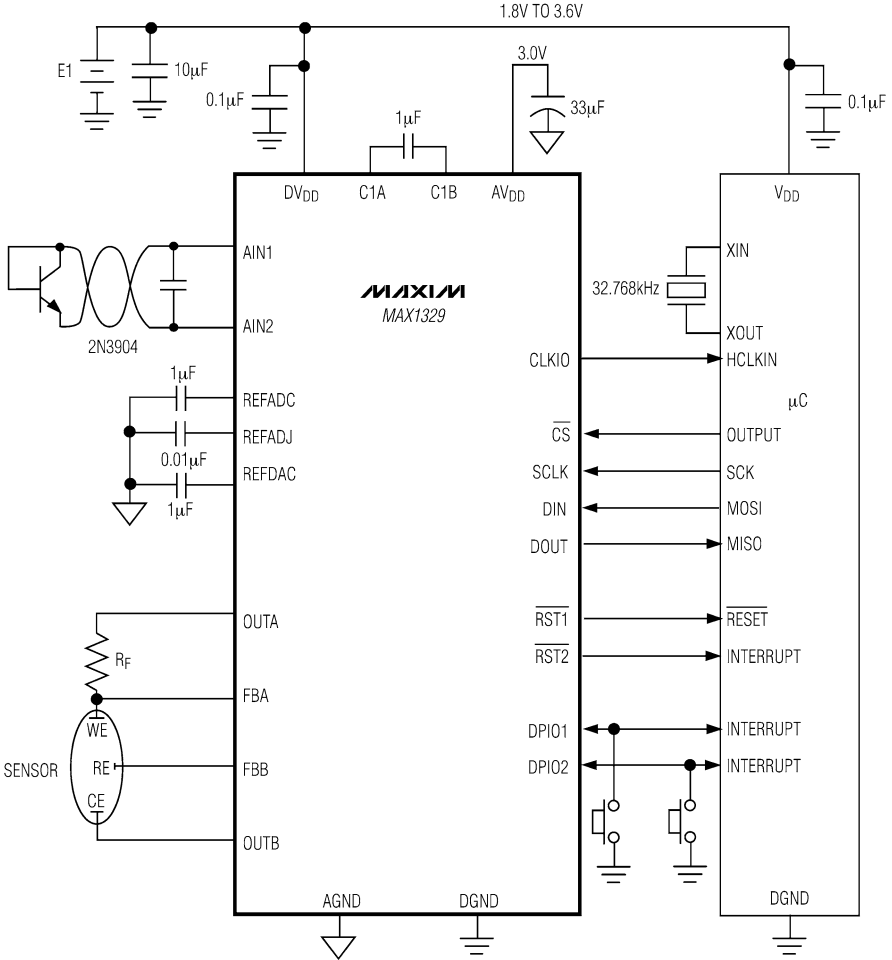 1.8V TO 3.6V
E1
10µF
0.1µF
1µF
3.0V
33µF
0.1µF
DVDD
C1A
C1B
AVDD
VDD
AIN1
AIN2
2N3904
MAXIM
MAX1329
XIN
32.768kHz
XOUT
CLKIO
HCLKIN
µC
1µF
REFADC
REFADJ
0.01µF
REFDAC
1µF
CS
OUTPUT
SCLK
SCK
DIN
MOSI
DOUT
MISO
OUTA
RST1
RESET
RF
RST2
INTERRUPT
FBA
WE
DPIO1
INTERRUPT
SENSOR
RE
FBB
DPIO2
INTERRUPT
CE
OUTB
AGND
DGND
DGND